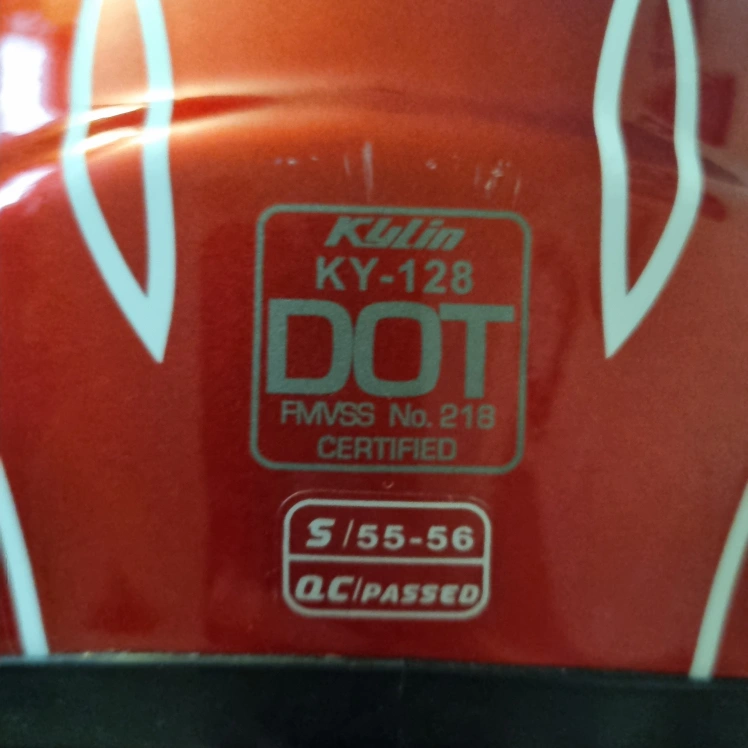 Kylin
KY-128
DOT
FMVSS No. 218
CERTIFIED
S/55-56
QC/PASSED